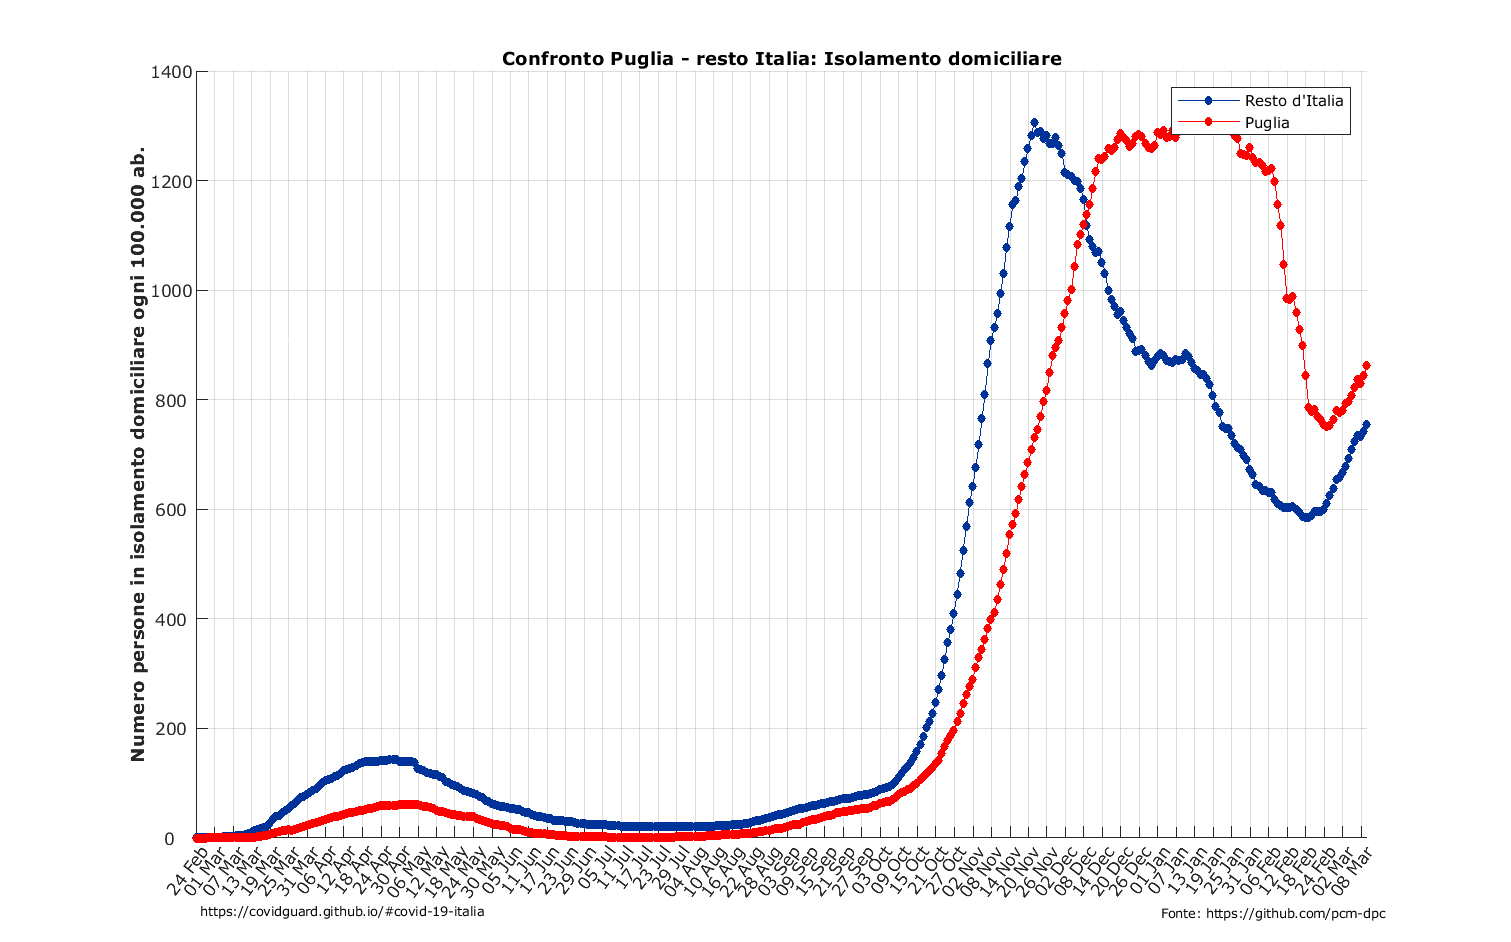 Confronto Puglia - resto Italia: Isolamento domiciliare
Numero persone in isolamento domiciliare ogni 100.000 ab.
1400
1200
1000
800
600
400
200
0
Resto d'Italia
Puglia
24 Feb
01 Mar
07 Mar
13 Mar
19 Mar
25 Mar
31 Mar
06 Apr
12 Apr
18 Apr
24 Apr
30 Apr
06 May
12 May
18 May
24 May
30 May
05 Jun
11 Jun
17 Jun
23 Jun
29 Jun
05 Jul
11 Jul
17 Jul
23 Jul
29 Jul
04 Aug
10 Aug
16 Aug
22 Aug
28 Aug
03 Sep
09 Sep
15 Sep
21 Sep
27 Sep
03 Oct
09 Oct
15 Oct
21 Oct
27 Oct
02 Nov
08 Nov
14 Nov
20 Nov
26 Nov
02 Dec
08 Dec
14 Dec
20 Dec
26 Dec
01 Jan
07 Jan
13 Jan
19 Jan
25 Jan
31 Jan
06 Feb
12 Feb
18 Feb
24 Feb
02 Mar
08 Mar
https://covidguard.github.io/#covid-19-italia
Fonte: https://github.com/pcm-dpc